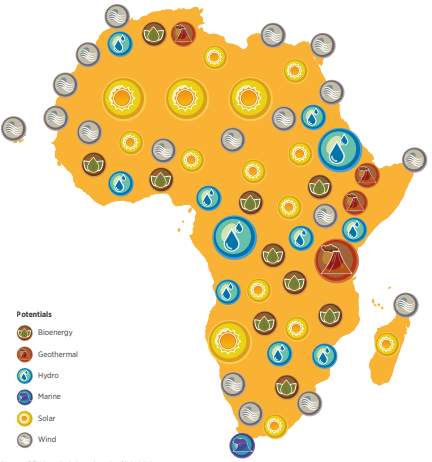 Potentials
Bioenergy
Geothermal
Hydro
Marine
Solar
Wind